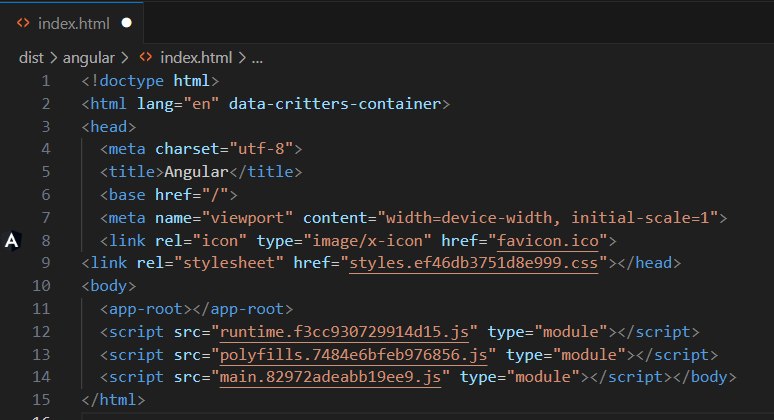 index.html
dist > angular > index.html > ...
1 <!doctype html>
2 <html lang="en" data-critters-container>
3 <head>
4 <meta charset="utf-8">
5 <title>Angular</title>
6 <base href="/">
7 <meta name="viewport" content="width=device-width, initial-scale=1">
8 <link rel="icon" type="image/x-icon" href="favicon.ico">
9 <link rel="stylesheet" href="styles.ef46db3751d8e999.css"></head>
10 <body>
11 <app-root></app-root>
12 <script src="runtime.f3cc930729914d15.js" type="module"></script>
13 <script src="polyfills.7484e6bfeb976856.js" type="module"></script>
14 <script src="main.82972adeabb19ee9.js" type="module"></script></body>
15 </html>
16